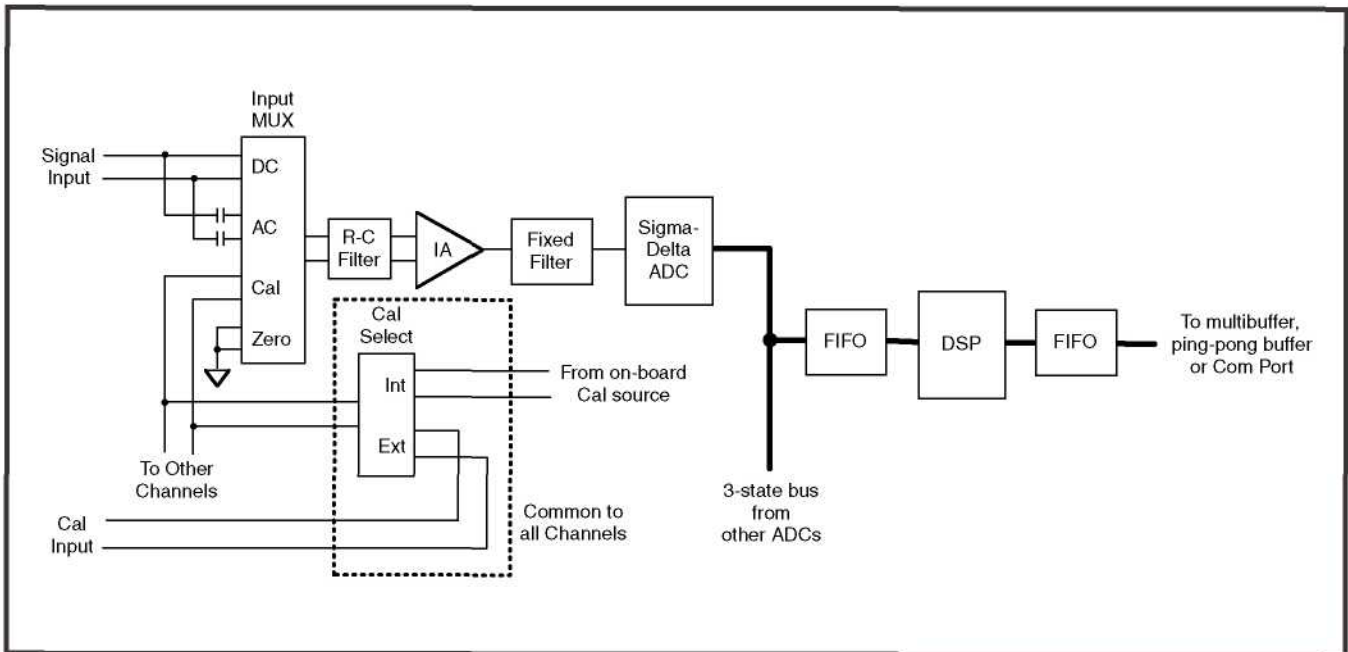 Input
MUX
Signal
Input
DC
AC
Cal
Zero
R-C
Filter
IA
Fixed
Filter
Sigma-
Delta
ADC
FIFO
DSP
FIFO
To multibuffer,
ping-pong buffer
or Com Port
Cal
Select
Int
Ext
From on-board
Cal source
To Other
Channels
Cal
Input
Common to
all Channels
3-state bus
from
other ADCs